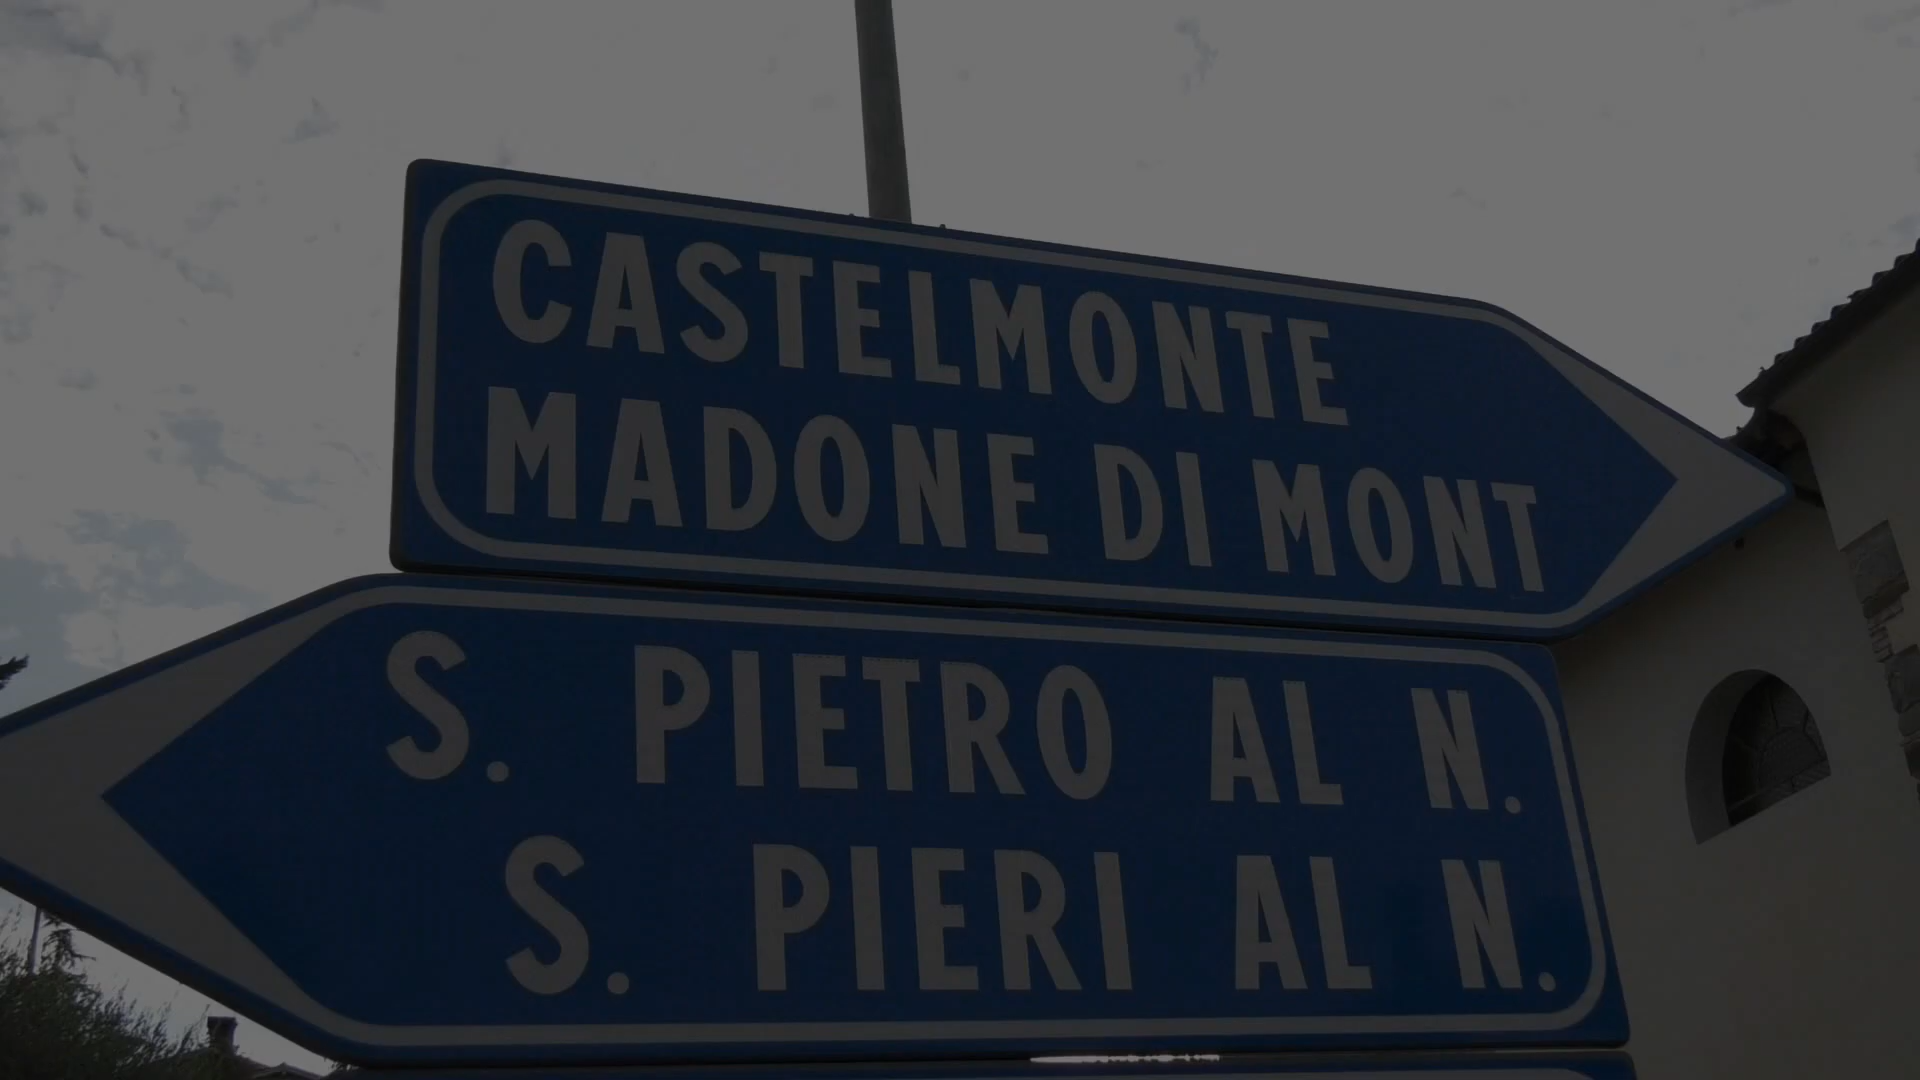 CASTELMONTE
MADONE DI MONT
S. PIETRO AL N.
S. PIERI AL N.